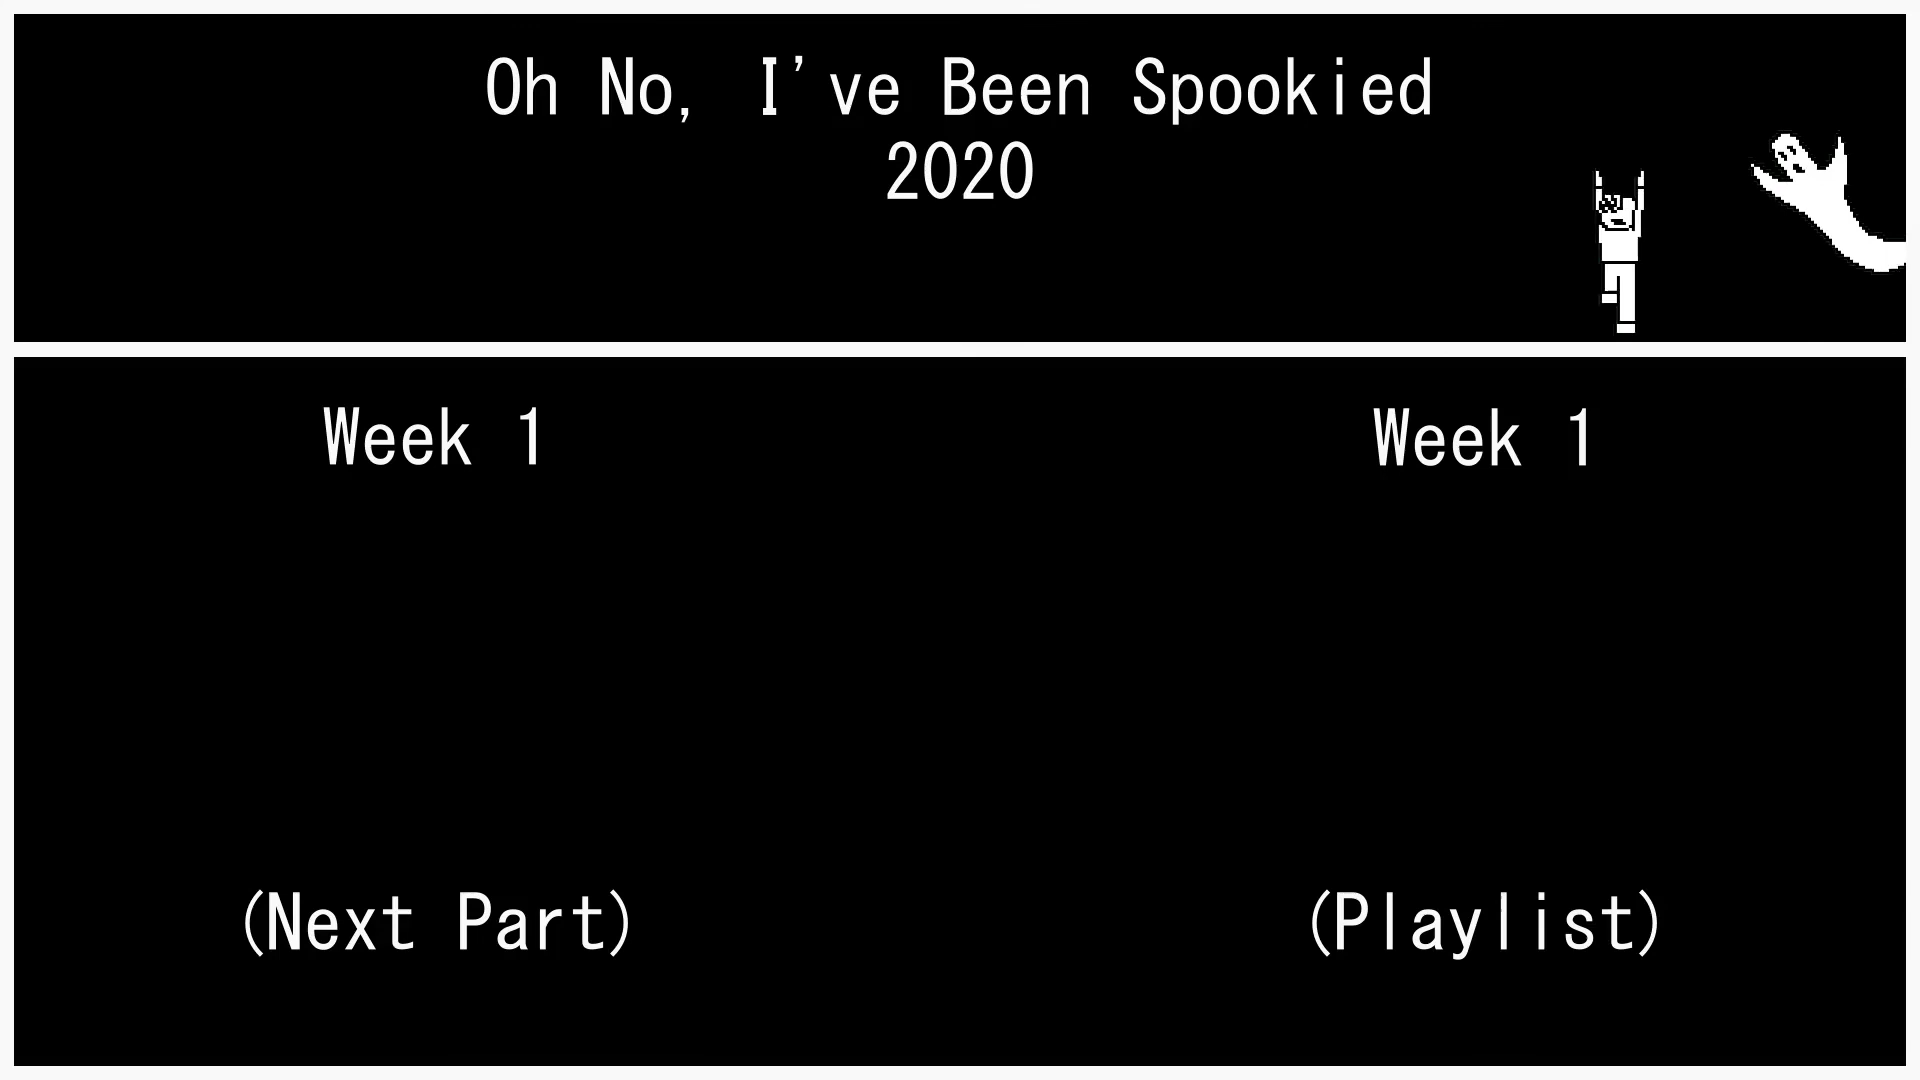 Oh No, I've Been Spookied
2020
Week 1
Week 1
(Next Part)
(Playlist)